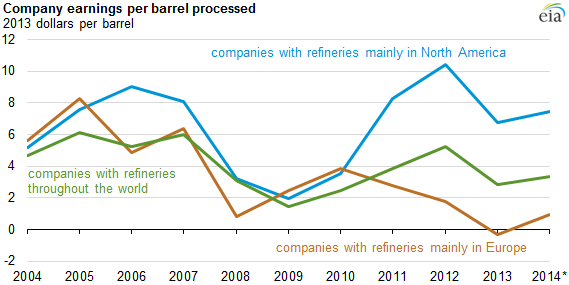 Company earnings per barrel processed
2013 dollars per barrel
eia
12
companies with refineries mainly in North America
10
8
6
4
companies with refineries
throughout the world
2
0
companies with refineries mainly in Europe
-2
2004 2005 2006 2007 2008 2009 2010 2011 2012 2013 2014*